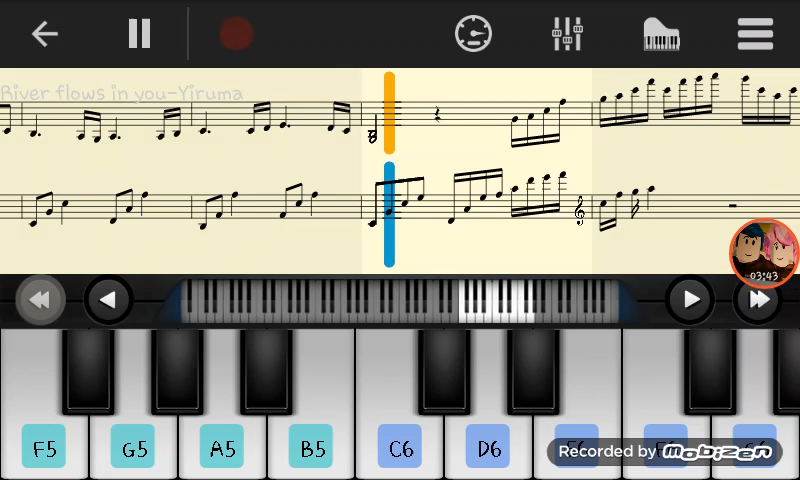 River flows in you-Yiruma
03:43
F5
G5
A5
B5
C6
D6
Recorded by Mobizen